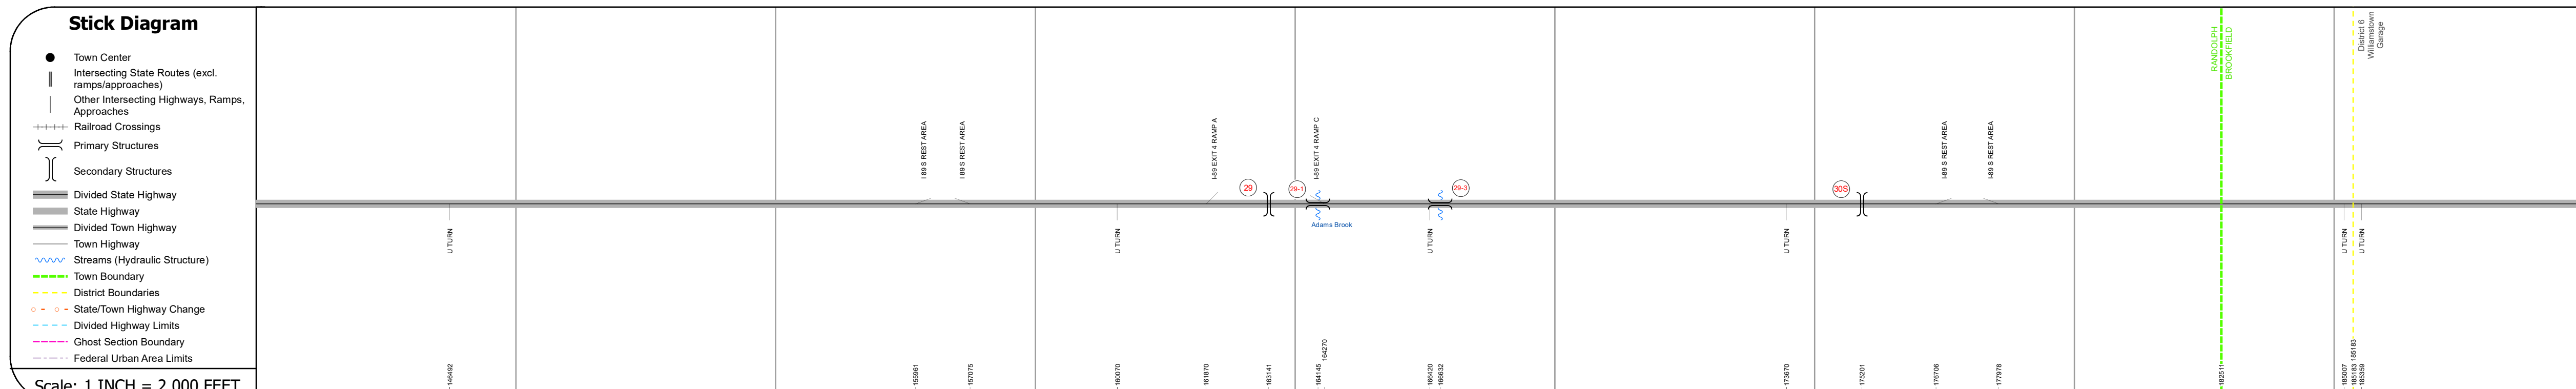 Stick Diagram
Town Center
Intersecting State Routes (excl.
ramps/approaches)
Other Intersecting Highways, Ramps,
Approaches
Railroad Crossings
Primary Structures
Secondary Structures
Divided State Highway
State Highway
Divided Town Highway
Town Highway
Streams (Hydraulic Structure)
Town Boundary
District Boundaries
State/Town Highway Change
Divided Highway Limits
Ghost Section Boundary
Federal Urban Area Limits
Scale: 1 INCH = 2,000 FEET
RANDOLPH
BROOKFIELD
District 6
Williamstown
Garage
I 89 S REST AREA
I 89 S REST AREA
I-89 EXIT 4 RAMP A
I-89 EXIT 4 RAMP C
I-89 S REST AREA
I-89 S REST AREA
29
29-1
29-3
30S
Adams Brook
U TURN
U TURN
U TURN
U TURN
U TURN
U TURN
146492
155961
157075
160070
161870
163141
164145
164270
166420
166632
173670
175201
176706
177978
182511
185007
185183
185183
185359